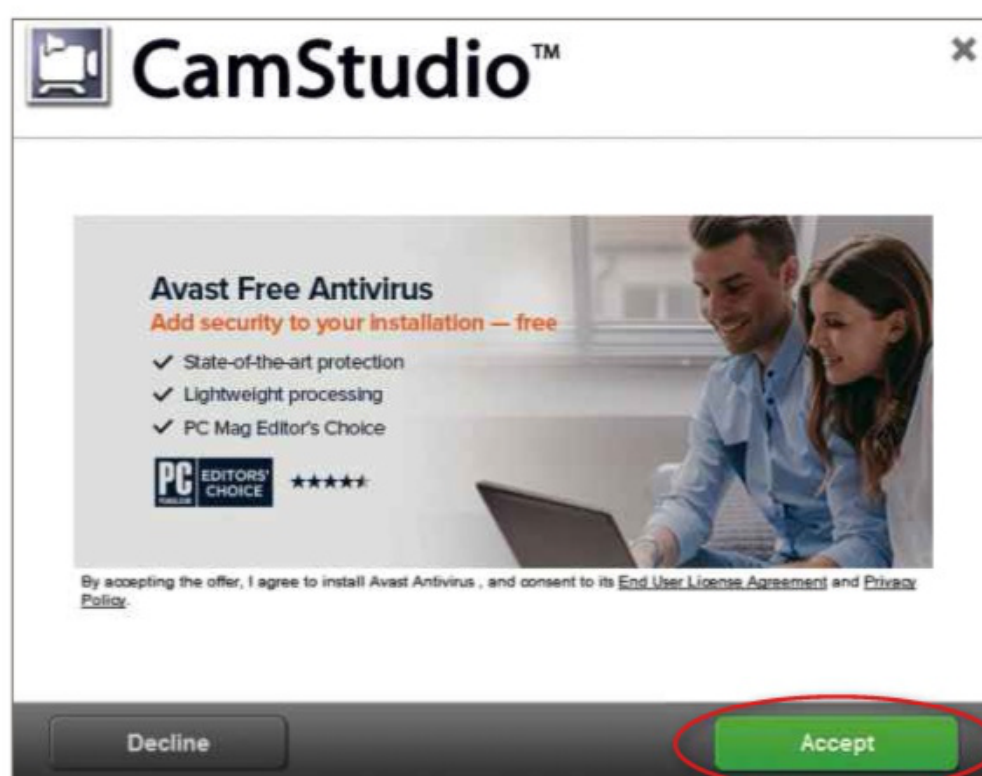 CamStudio™
Avast Free Antivirus
Add security to your installation — free
✓ State-of-the-art protection
✓ Lightweight processing
✓ PC Mag Editor's Choice
PC EDITORS'
CHOICE
By accepting the offer, I agree to install Avast Antivirus , and consent to its End User License Agreement and Privacy
Policy.
Decline
Accept